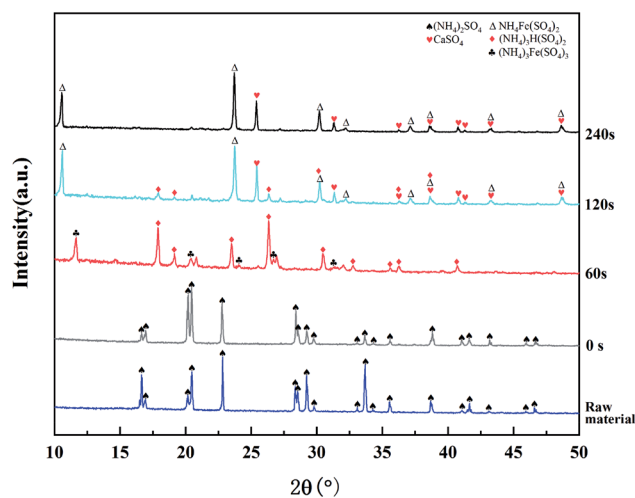 ♠(NH4)2SO4 Δ NH4Fe(SO4)2
♥CaSO4 ♦(NH4)3H(SO4)2
♣(NH4)3Fe(SO4)3
240s
120s
60s
0 s
Raw
material
Intensity(a.u.)
10 15 20 25 30 35 40 45 50
2θ(°)